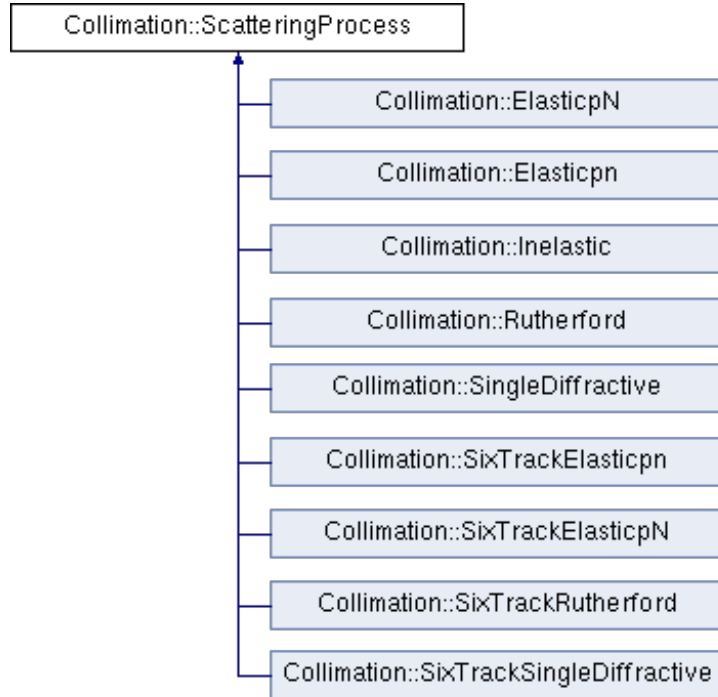 Collimation::ScatteringProcess
Collimation::ElasticpN
Collimation::Elasticpn
Collimation::Inelastic
Collimation::Rutherford
Collimation::SingleDiffractive
Collimation::SixTrackElasticpn
Collimation::SixTrackElasticpN
Collimation::SixTrackRutherford
Collimation::SixTrackSingleDiffractive